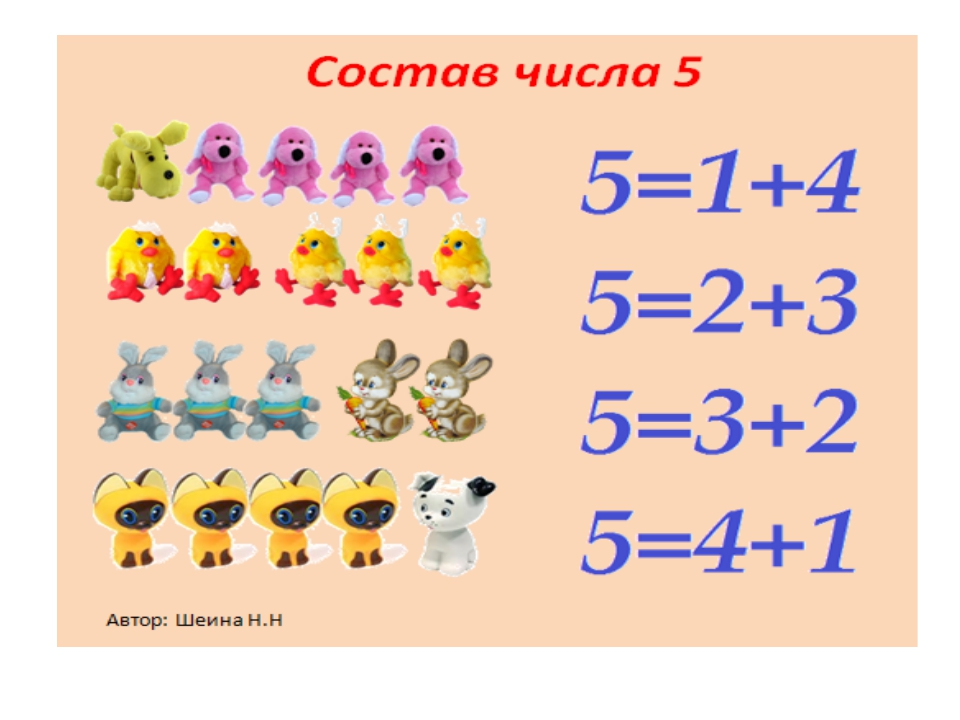 Состав числа 5
5=1+4
5=2+3
5=3+2
5=4+1
Автор: Шеина Н.Н